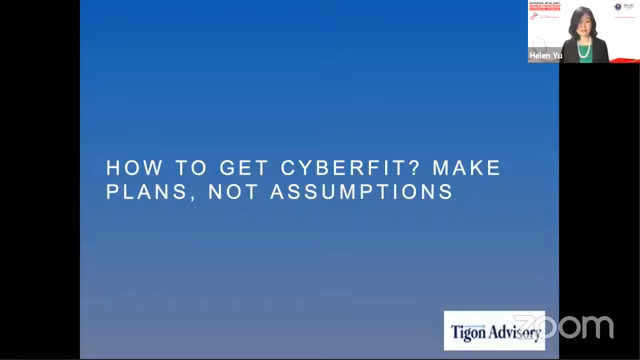 Helen Yu
HOW TO GET CYBERFIT? MAKE
PLANS, NOT ASSUMPTIONS
Tigon Advisory
zoom